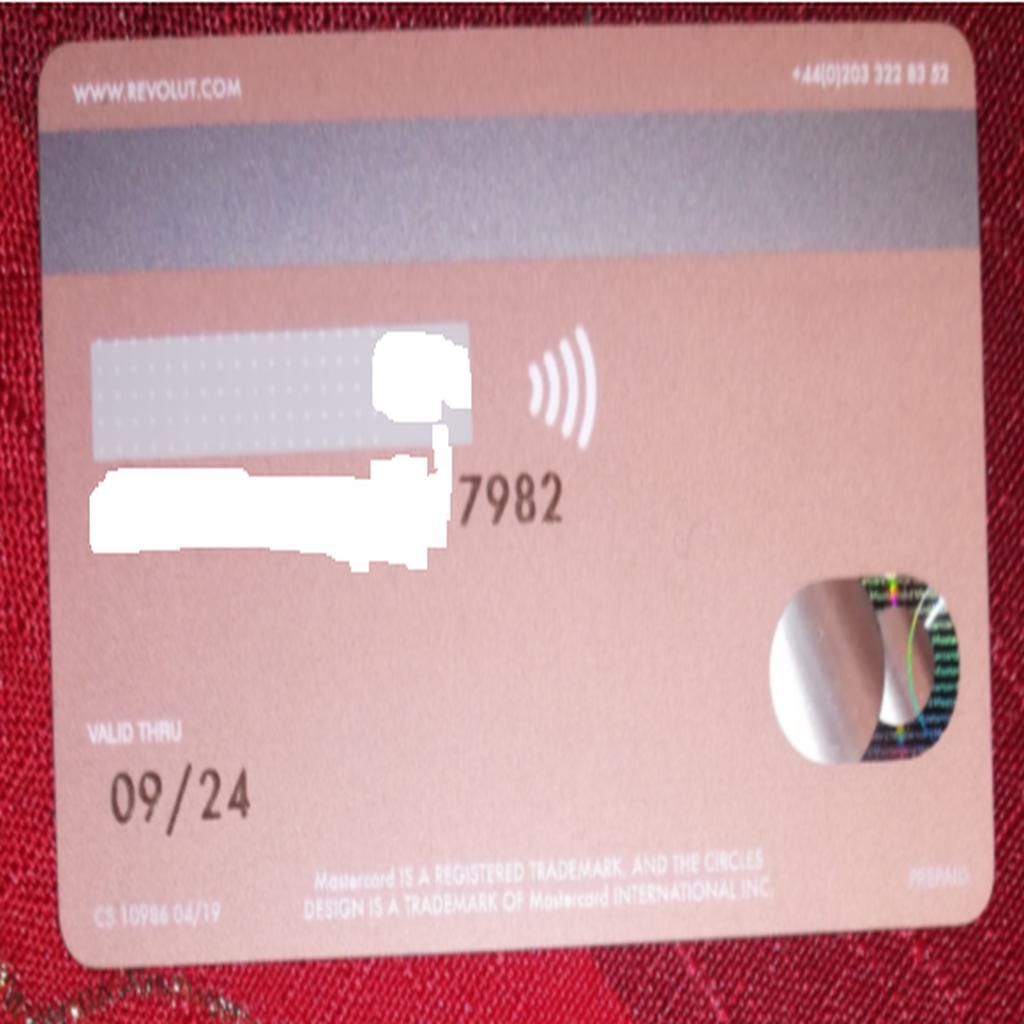 WWW.REVOLUT.COM
+44(0)203 322 83 52
7982
VALID THRU
09/24
Mastercard IS A REGISTERED TRADEMARK, AND THE CIRCLES
DESIGN IS A TRADEMARK OF Mastercard INTERNATIONAL INC.
CS 10986 04/19
PREPAID